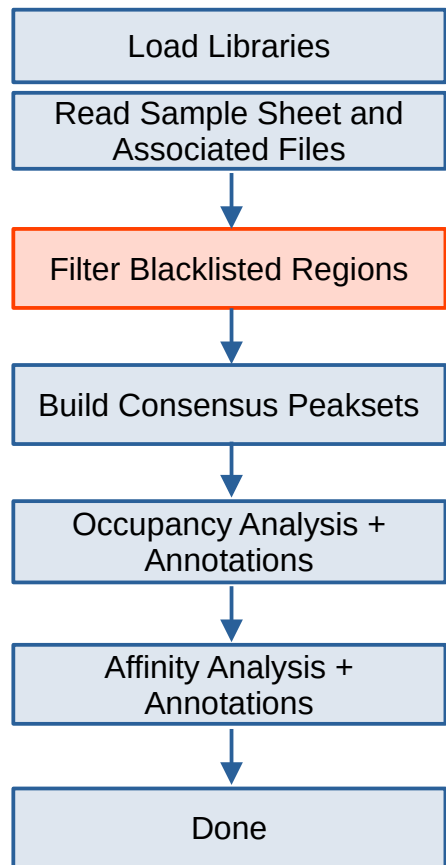 Load Libraries
Read Sample Sheet and
Associated Files
Filter Blacklisted Regions
Build Consensus Peaksets
Occupancy Analysis +
Annotations
Affinity Analysis +
Annotations
Done